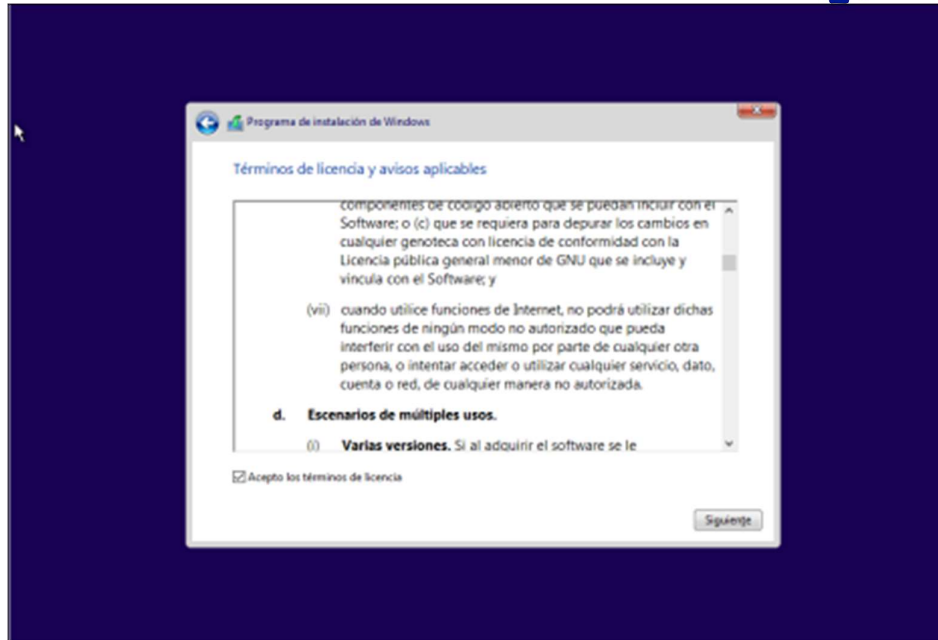 Programa de instalación de Windows
Términos de licencia y avisos aplicables
componentes de código abierto que se puedan incluir con el
Software; o (c) que se requiera para depurar los cambios en
cualquier genoteca con licencia de conformidad con la
Licencia pública general menor de GNU que se incluye y
vincula con el Software; y
(vii) cuando utilice funciones de Internet, no podrá utilizar dichas
funciones de ningún modo no autorizado que pueda
interferir con el uso del mismo por parte de cualquier otra
persona, o intentar acceder o utilizar cualquier servicio, dato,
cuenta o red, de cualquier manera no autorizada.
d. Escenarios de múltiples usos.
(i) Varias versiones. Si al adquirir el software se le
Acepto los términos de licencia
Siguiente